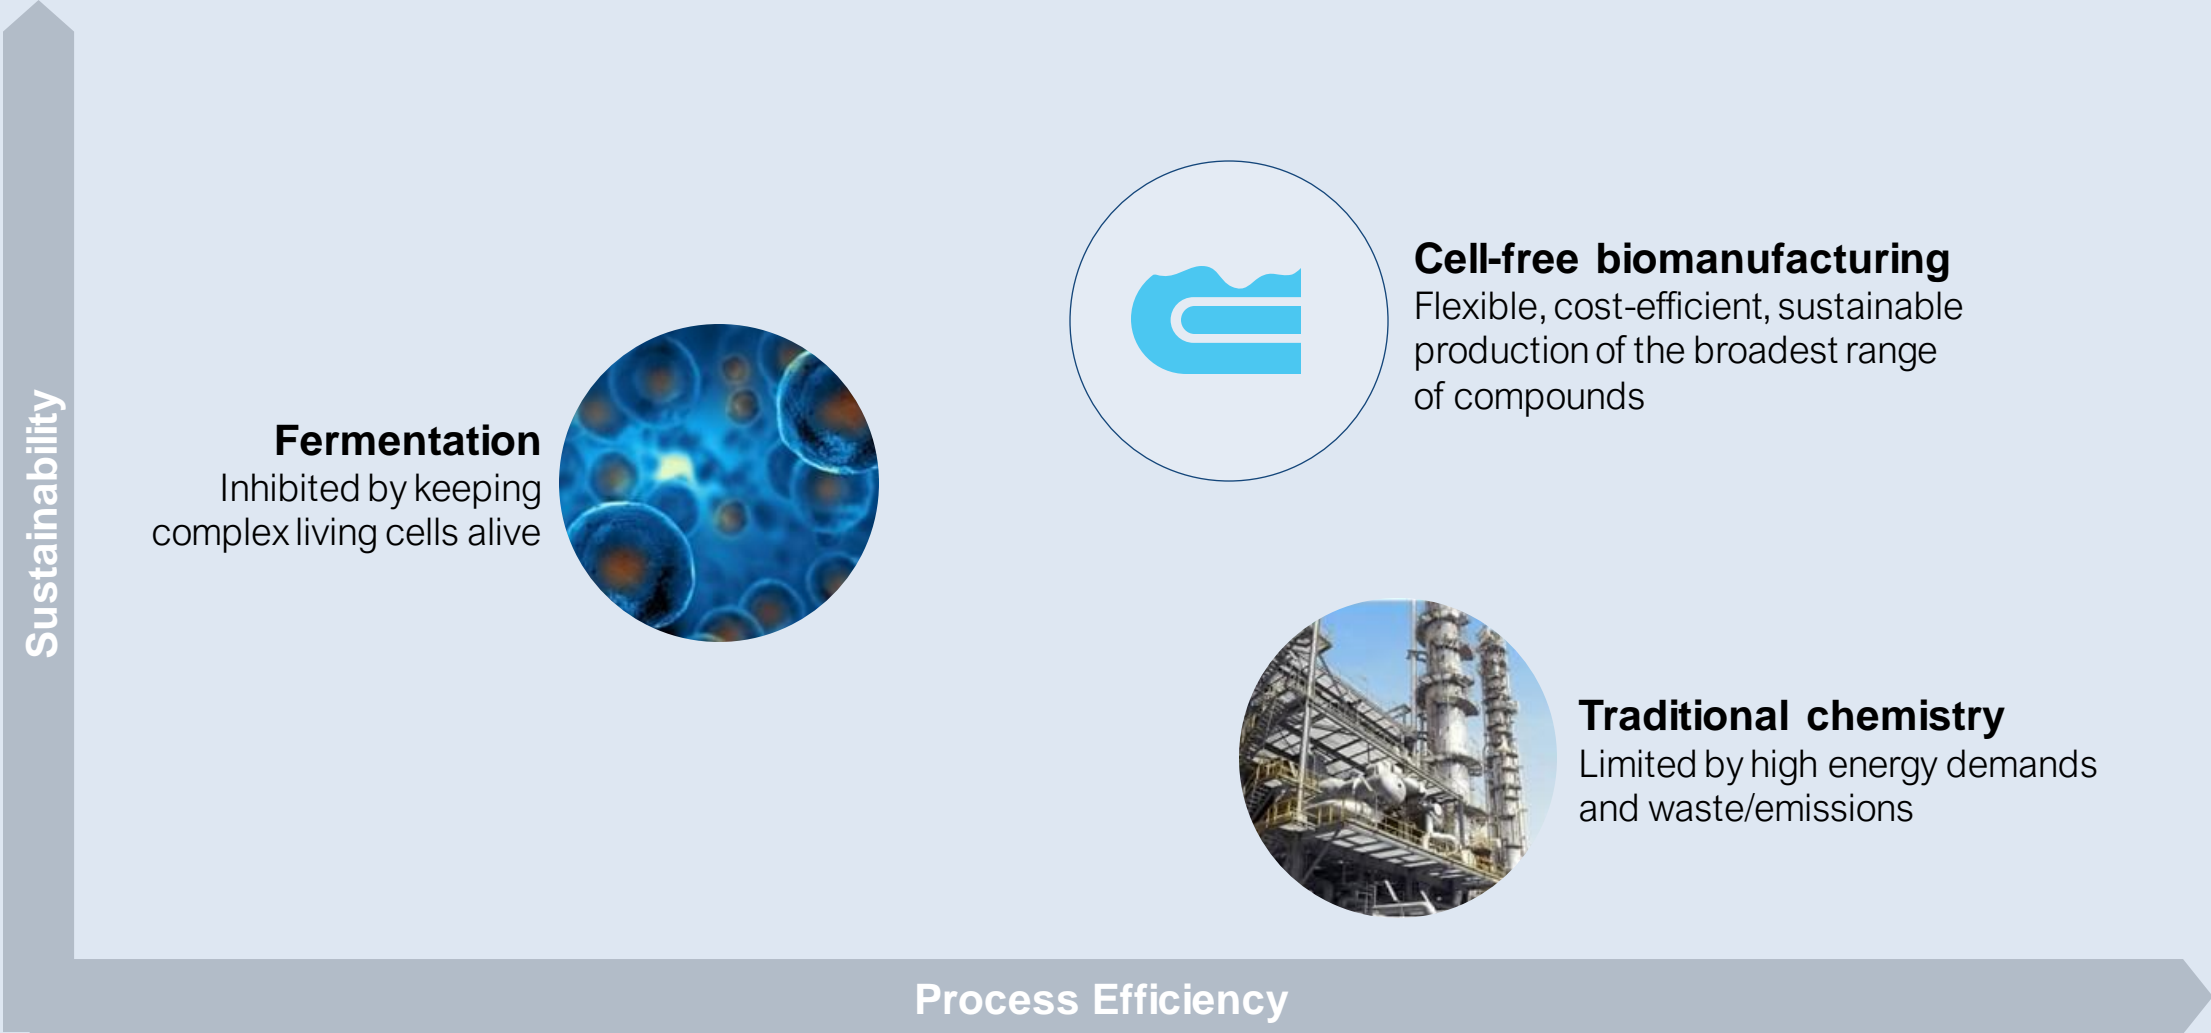 Cell-free biomanufacturing
Flexible, cost-efficient, sustainable
production of the broadest range
of compounds
Fermentation
Inhibited by keeping
complex living cells alive
Sustainability
Traditional chemistry
Limited by high energy demands
and waste/emissions
Process Efficiency